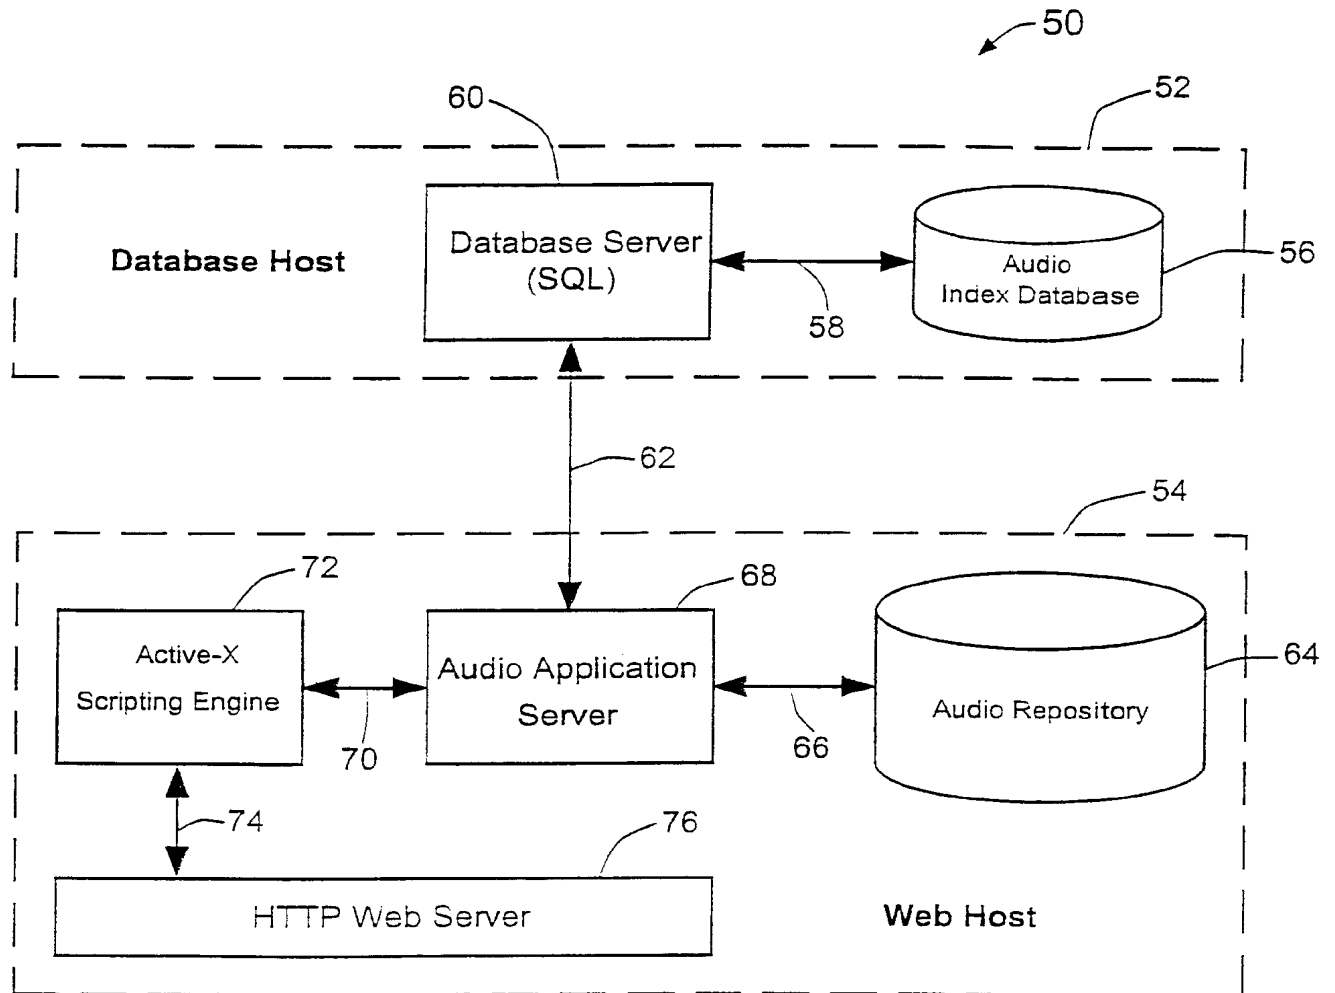 50
52
60
Database Host
Database Server
(SQL)
Audio
Index Database
56
58
62
54
72
68
Active-X
Scripting Engine
Audio Application
Server
Audio Repository
64
70
66
74
76
HTTP Web Server
Web Host